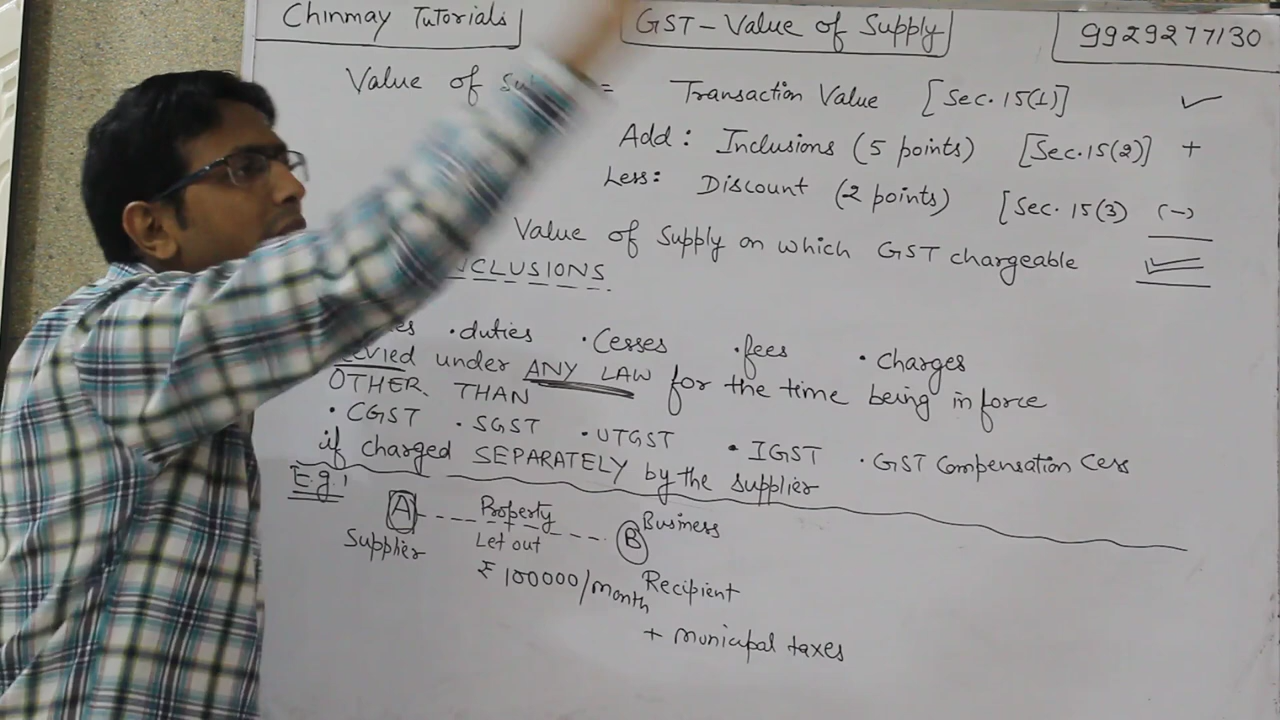 Chinmay Tutorials
GST - Value of Supply
9929277130
Value of = Transaction Value [Sec. 15(1)] ✓
Add: Inclusions (5 points) [Sec. 15(2)] +
Less: Discount (2 points) [Sec. 15(3) (-)
Value of Supply on which GST chargeable ✓
• duties • Cesses • fees • charges
levied under ANY LAW for the time being in force
OTHER THAN
• CGST • SGST • UTGST • IGST • GST Compensation Cess
if charged SEPARATELY by the supplier
E.g.
A Property B Business
Supplier Let out
₹ 100000/month Recipient
+ municipal taxes